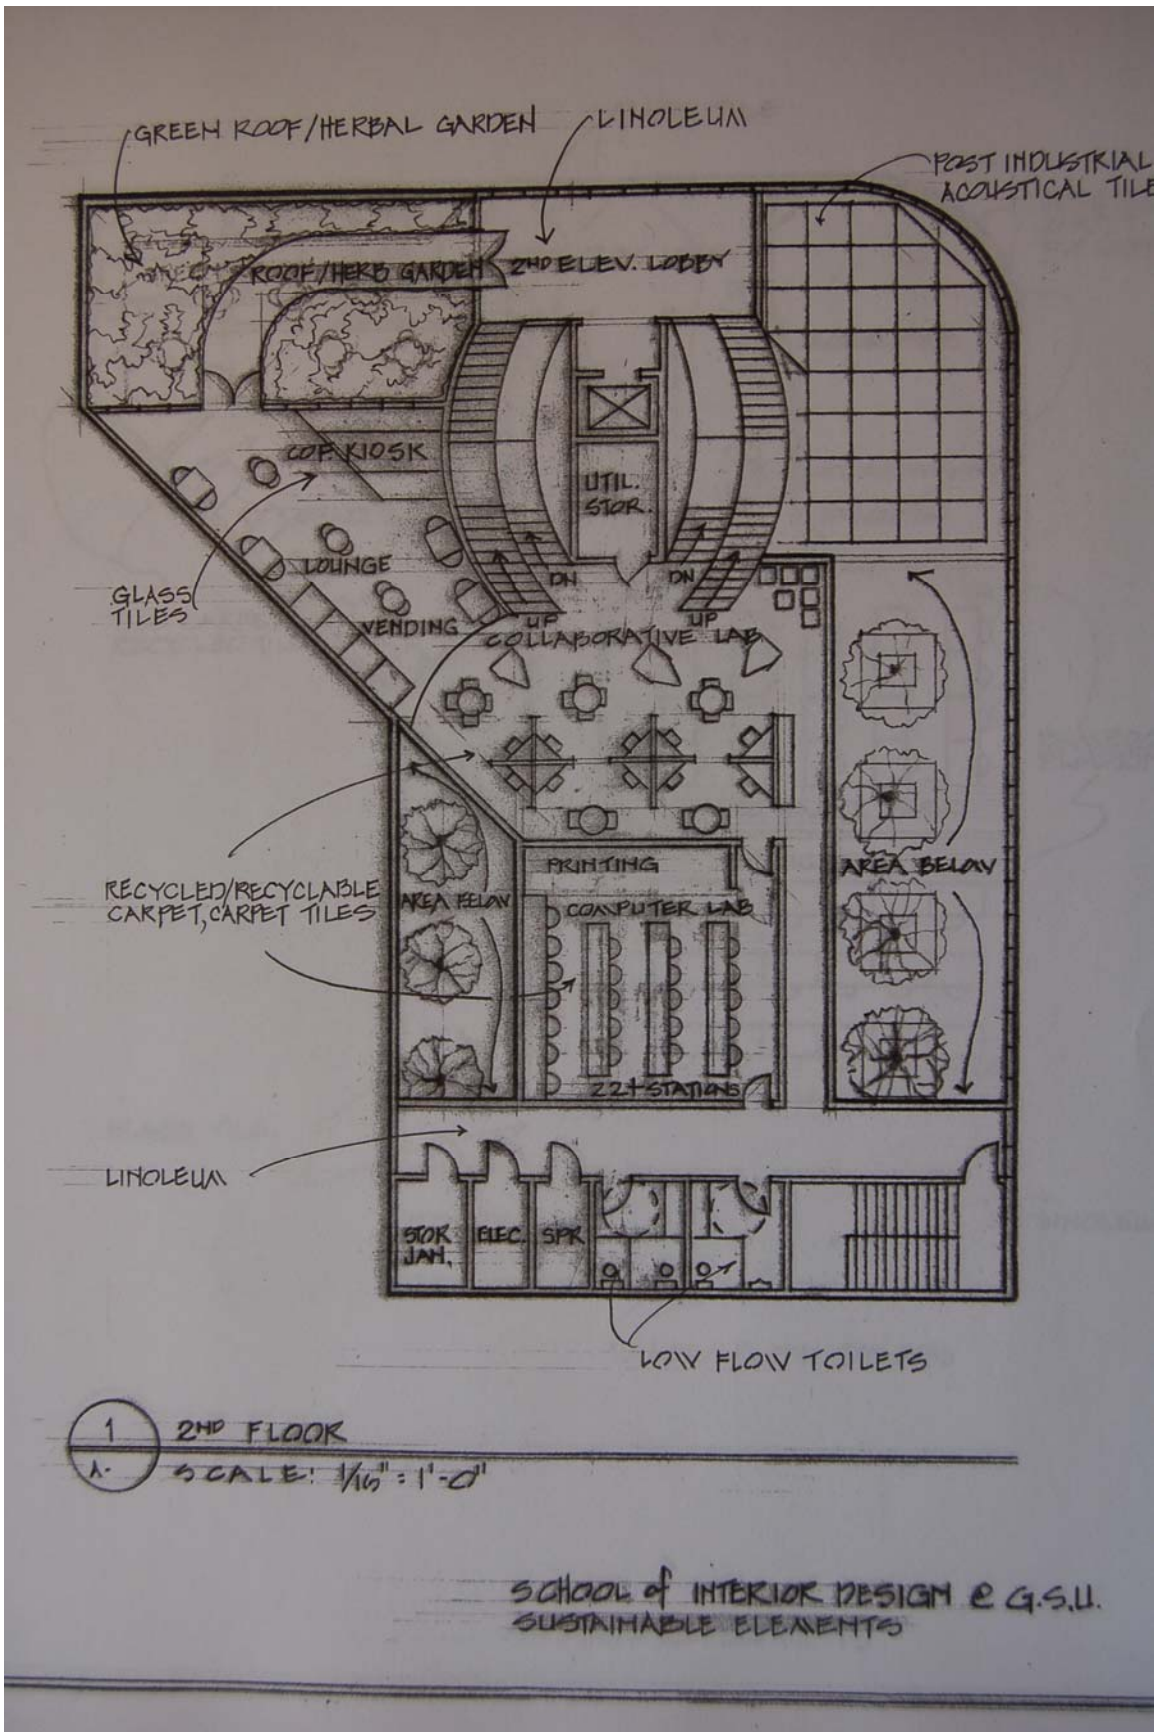 GREEN ROOF/HERBAL GARDEN
LINOLEUM
POST INDUSTRIAL
ACOUSTICAL TILE
ROOF/HERB GARDEN
2ND ELEV. LOBBY
COF. KIOSK
UTIL.
STOR.
LOUNGE
GLASS
TILES
DN
DN
VENDING
UP
UP
COLLABORATIVE LAB
PRINTING
AREA BELOW
RECYCLED/RECYCLABLE
CARPET, CARPET TILES
AREA BELOW
COMPUTER LAB
22+ STATIONS
LINOLEUM
STOR
JAN.
ELEC.
SPR
LOW FLOW TOILETS
1
2ND FLOOR
A-
SCALE: 1/16" = 1'-0"
SCHOOL of INTERIOR DESIGN @ G.S.U.
SUSTAINABLE ELEMENTS